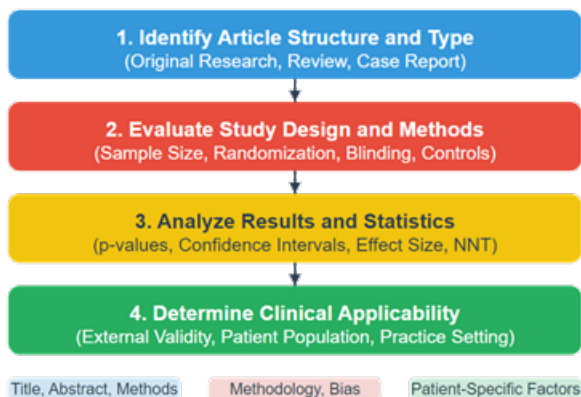 1. Identify Article Structure and Type
(Original Research, Review, Case Report)
2. Evaluate Study Design and Methods
(Sample Size, Randomization, Blinding, Controls)
3. Analyze Results and Statistics
(p-values, Confidence Intervals, Effect Size, NNT)
4. Determine Clinical Applicability
(External Validity, Patient Population, Practice Setting)
Title, Abstract, Methods
Methodology, Bias
Patient-Specific Factors